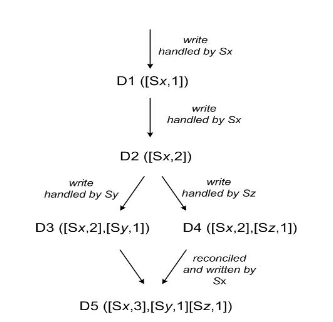 write
handled by Sx
D1 ([Sx,1])
write
handled by Sx
D2 ([Sx,2])
write
handled by Sy
write
handled by Sz
D3 ([Sx,2],[Sy,1])
D4 ([Sx,2],[Sz,1])
reconciled
and written by
Sx
D5 ([Sx,3],[Sy,1][Sz,1])